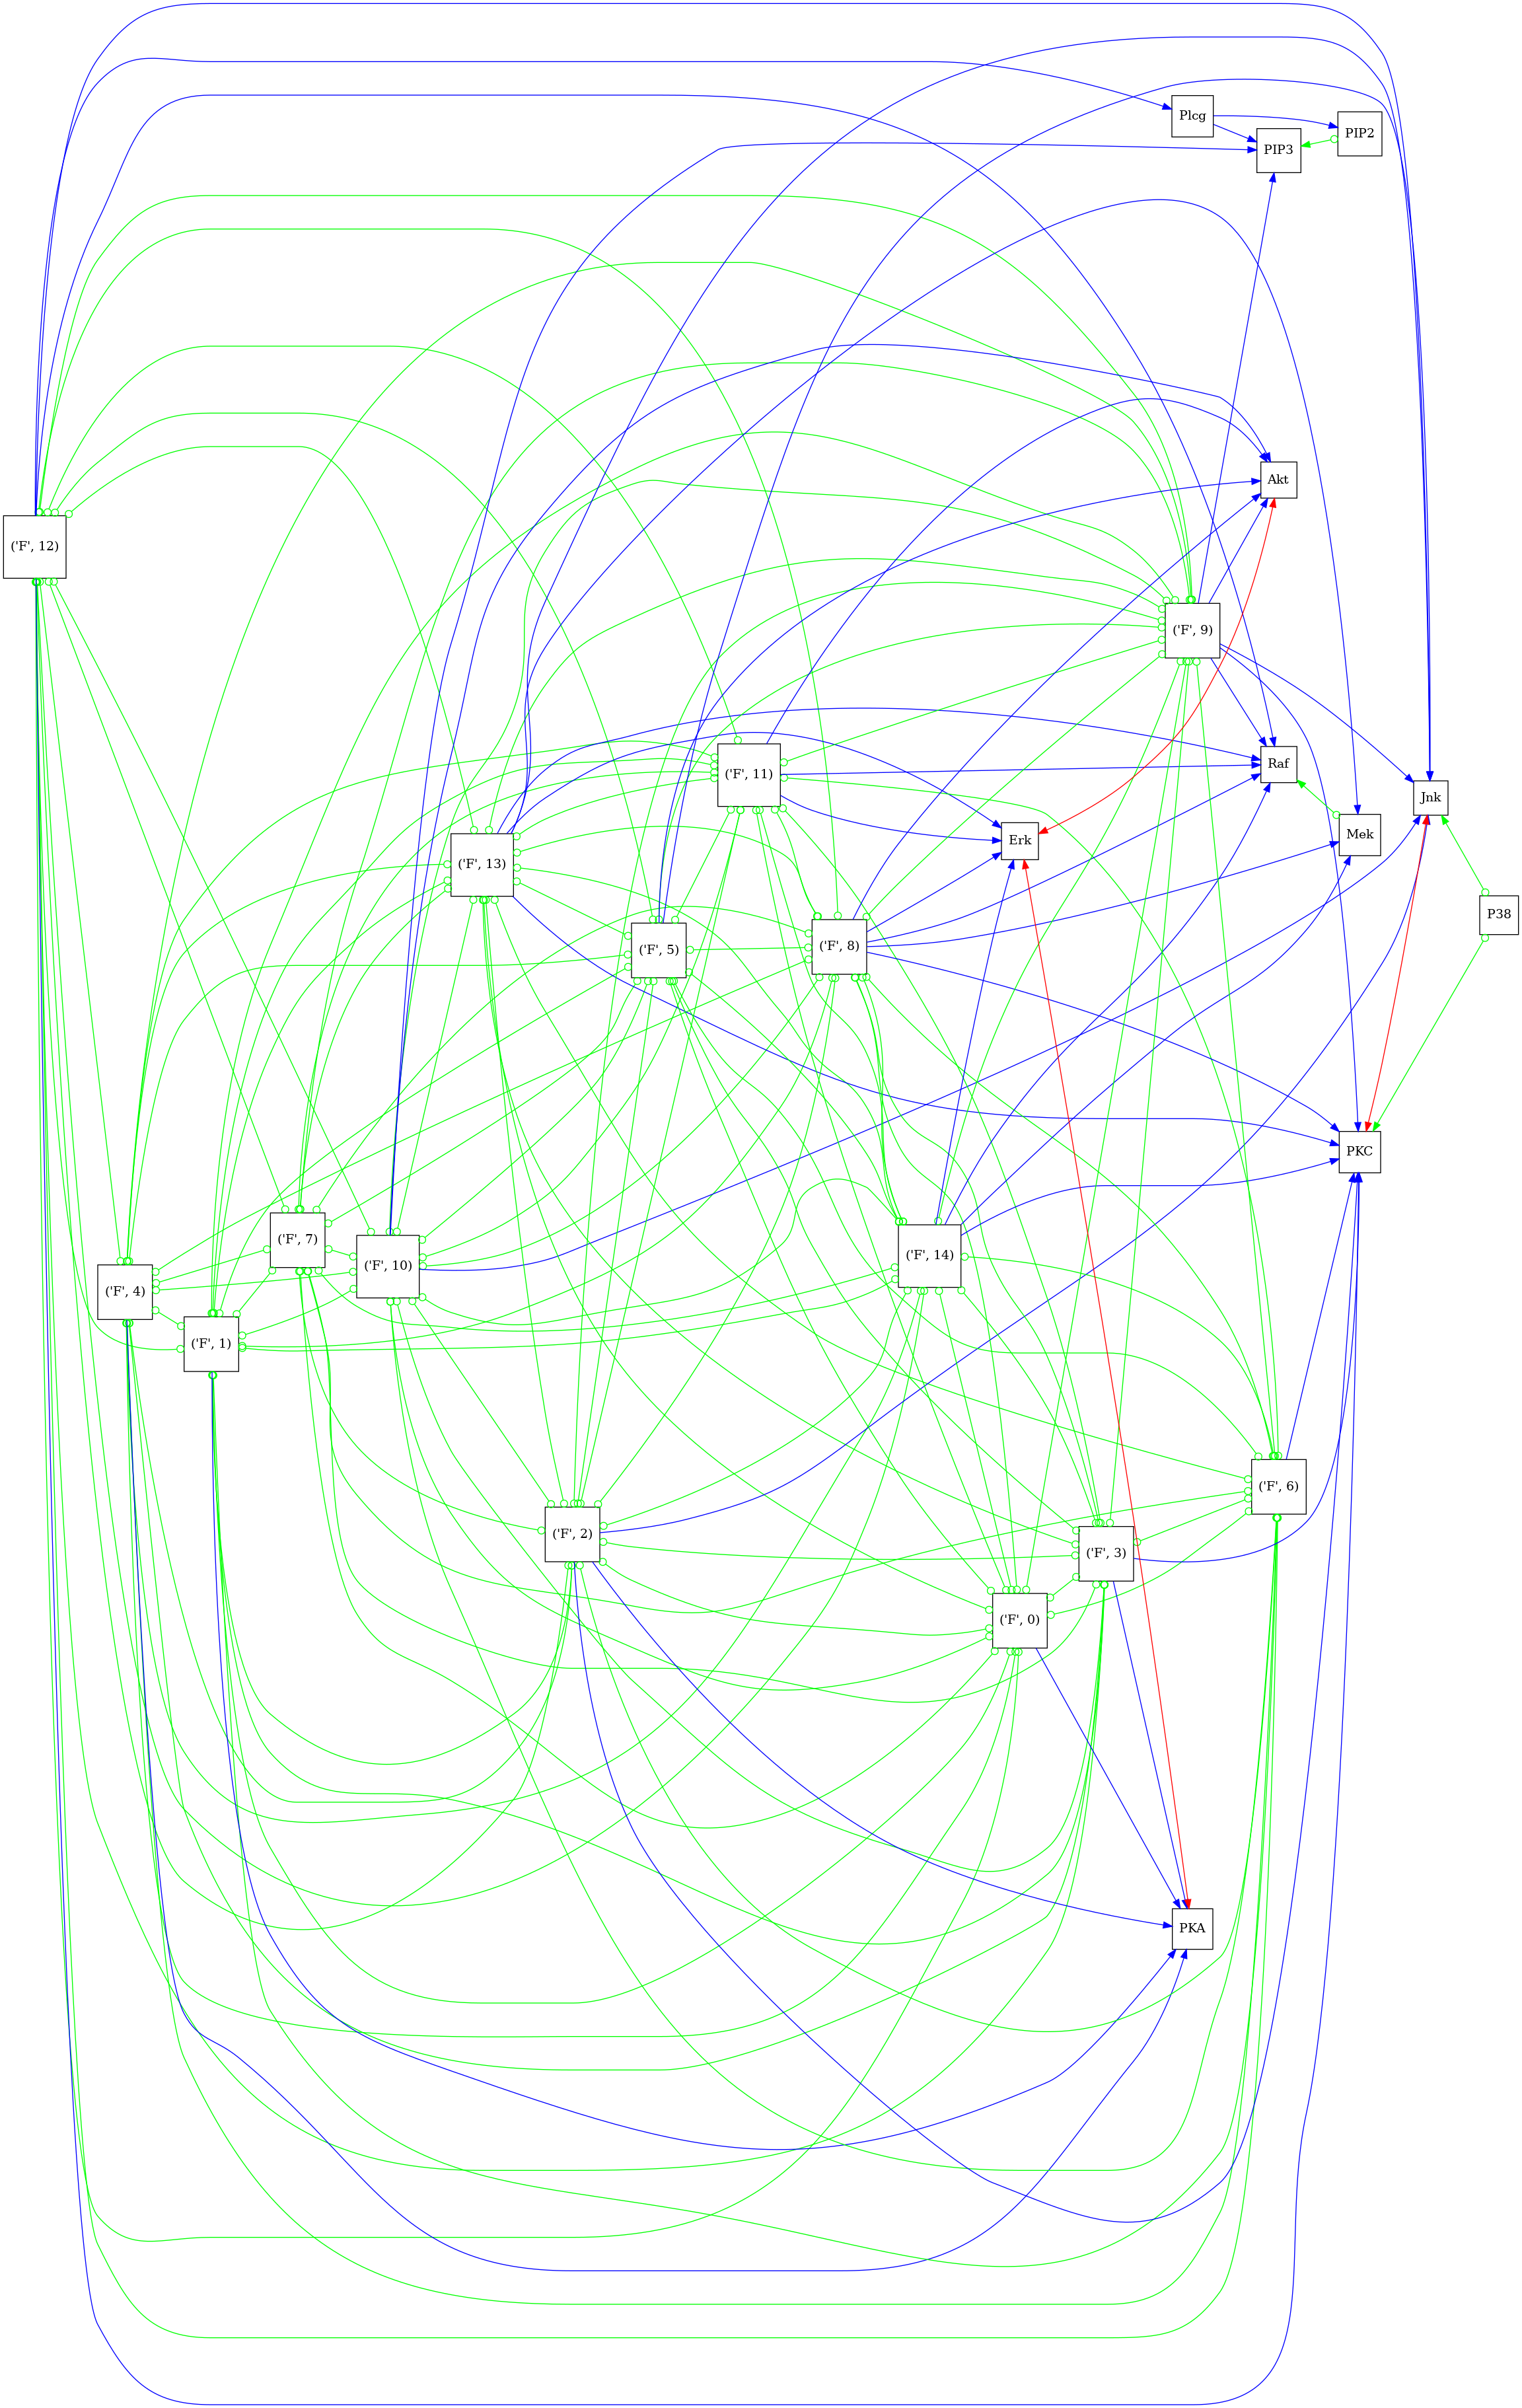 Plcg
PIP2
PIP3
Akt
('F', 12)
('F', 9)
Raf
('F', 11)
Jnk
Mek
Erk
('F', 13)
P38
('F', 5)
('F', 8)
PKC
('F', 7)
('F', 14)
('F', 10)
('F', 4)
('F', 1)
('F', 6)
('F', 2)
('F', 3)
('F', 0)
PKA